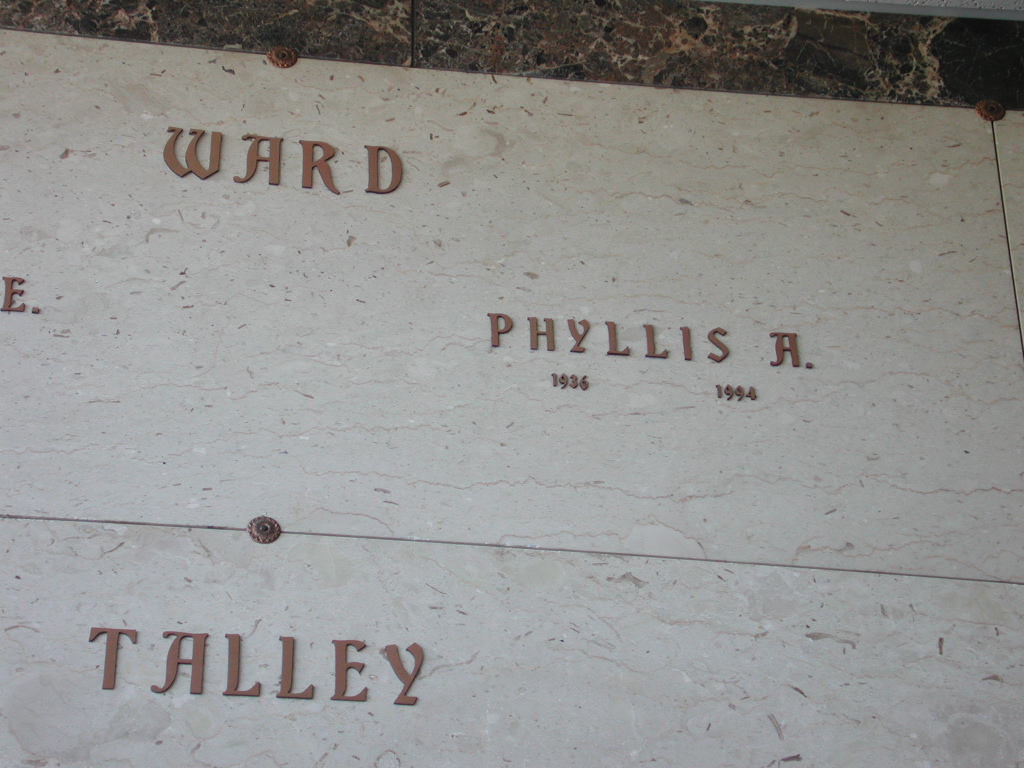 WARD
E.
PHYLLIS A.
1936 1994
TALLEY